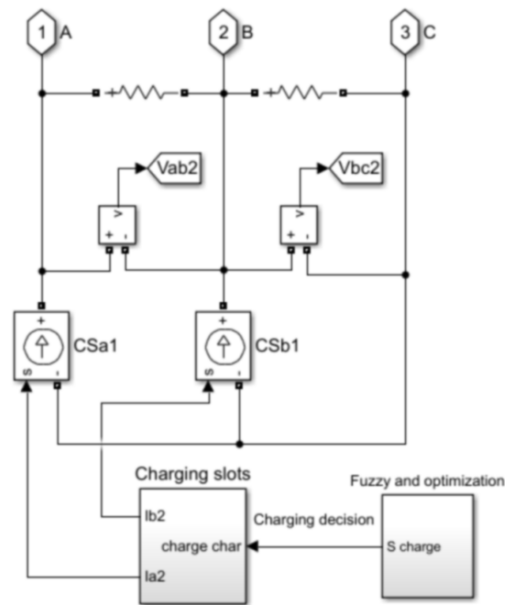 1 A 2 B 3 C
+ +
Vab2 Vbc2
v v
+ - + -
+ +
CSa1 CSb1
s - s -
Charging slots
Fuzzy and optimization
Ib2
Charging decision
charge char
S charge
Ia2